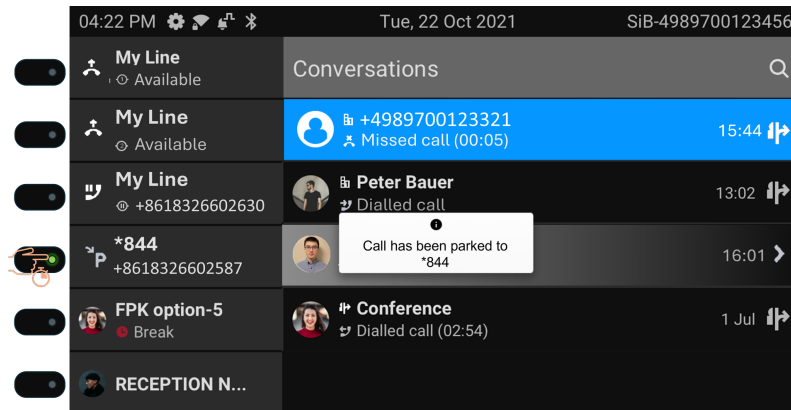 04:22 PM
Tue, 22 Oct 2021
SiB-4989700123456
My Line
Available
My Line
Available
My Line
+8618326602630
*844
+8618326602587
FPK option-5
Break
RECEPTION N...
Conversations
+4989700123321
Missed call (00:05)
15:44
Peter Bauer
Dialled call
13:02
Call has been parked to
*844
16:01
Conference
Dialled call (02:54)
1 Jul